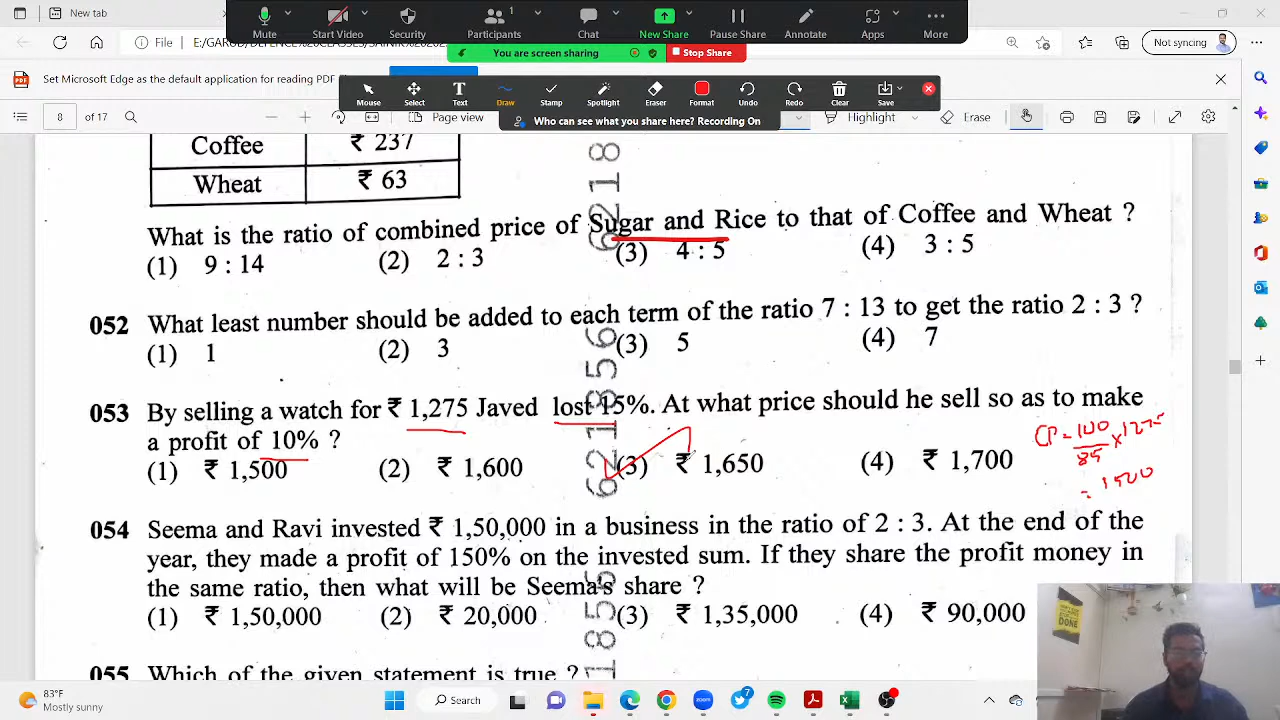 Mute
Start Video
Security
Participants
1
Chat
New Share
Pause Share
Annotate
Apps
More
Not syncing
You are screen sharing
Stop Share
Set Microsoft Edge as the default application for reading PDF
Mouse
Select
Text
Draw
Stamp
Spotlight
Eraser
Format
Undo
Redo
Clear
Save
of 17
Page view
Who can see what you share here? Recording On
Highlight
Erase
Coffee ₹ 237
Wheat ₹ 63
What is the ratio of combined price of Sugar and Rice to that of Coffee and Wheat ?
(1) 9 : 14 (2) 2 : 3 (3) 4 : 5 (4) 3 : 5
052 What least number should be added to each term of the ratio 7 : 13 to get the ratio 2 : 3 ?
(1) 1 (2) 3 (3) 5 (4) 7
053 By selling a watch for ₹ 1,275 Javed lost 15%. At what price should he sell so as to make
a profit of 10% ?
(1) ₹ 1,500 (2) ₹ 1,600 (3) ₹ 1,650 (4) ₹ 1,700
CP = 100/85 × 1275
= 1500
054 Seema and Ravi invested ₹ 1,50,000 in a business in the ratio of 2 : 3. At the end of the
year, they made a profit of 150% on the invested sum. If they share the profit money in
the same ratio, then what will be Seema's share ?
(1) ₹ 1,50,000 (2) ₹ 20,000 (3) ₹ 1,35,000 (4) ₹ 90,000
055 Which of the given statement is true ?
6218
621856
1856
83°F
Mostly sunny
Search
DONE